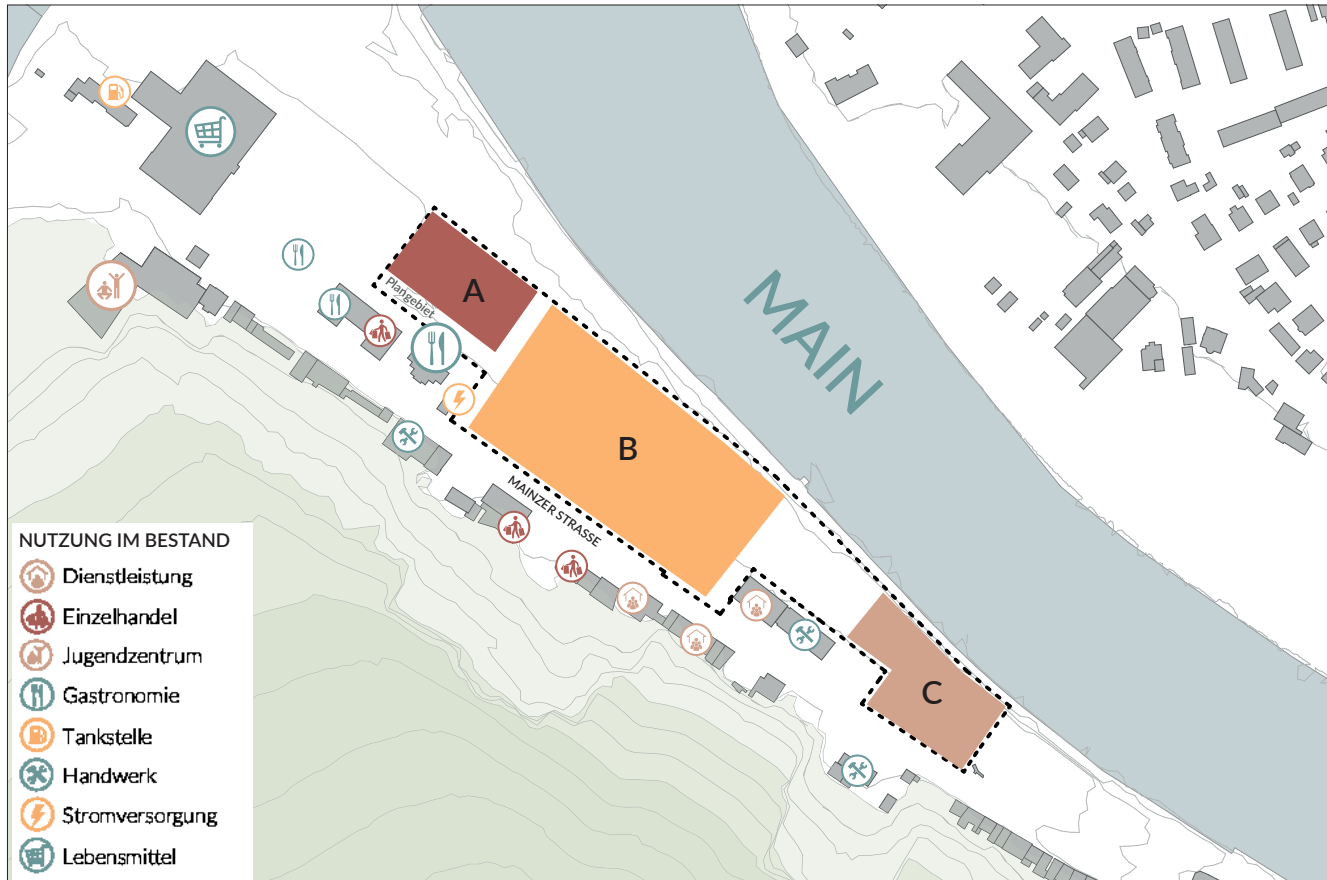 A
Plangebiet
MAIN
B
MAINZER STRASSE
C
NUTZUNG IM BESTAND
Dienstleistung
Einzelhandel
Jugendzentrum
Gastronomie
Tankstelle
Handwerk
Stromversorgung
Lebensmittel